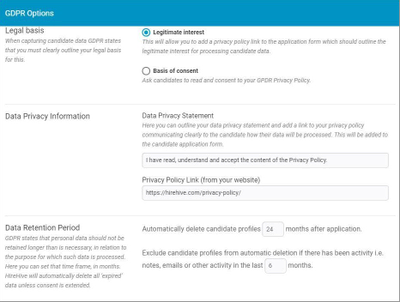 GDPR Options
Legal basis
When capturing candidate data GDPR states
that you must clearly outline your legal basis
for this.
Legitimate interest
This will allow you to add a privacy policy link to the application form which should outline the
legitimate interest for processing candidate data.
Basis of consent
Ask candidates to read and consent to your GPDR Privacy Policy.
Data Privacy Information
Data Privacy Statement
Here you can outline your data privacy statement and add a link to your privacy policy
communicating clearly to the candidate how their data will be processed. This will be added to
the candidate application form.
I have read, understand and accept the content of the Privacy Policy.
Privacy Policy Link (from your website)
https://hirehive.com/privacy-policy/
Data Retention Period
GDPR states that personal data should not be
retained longer than is necessary, in relation to
the purpose for which such data is processed.
Here you can set that time frame, in months.
HireHive will automatically delete all 'expired'
data unless consent is extended.
Automatically delete candidate profiles 24 months after application.
Exclude candidate profiles from automatic deletion if there has been activity i.e.
notes, emails or other activity in the last 6 months.